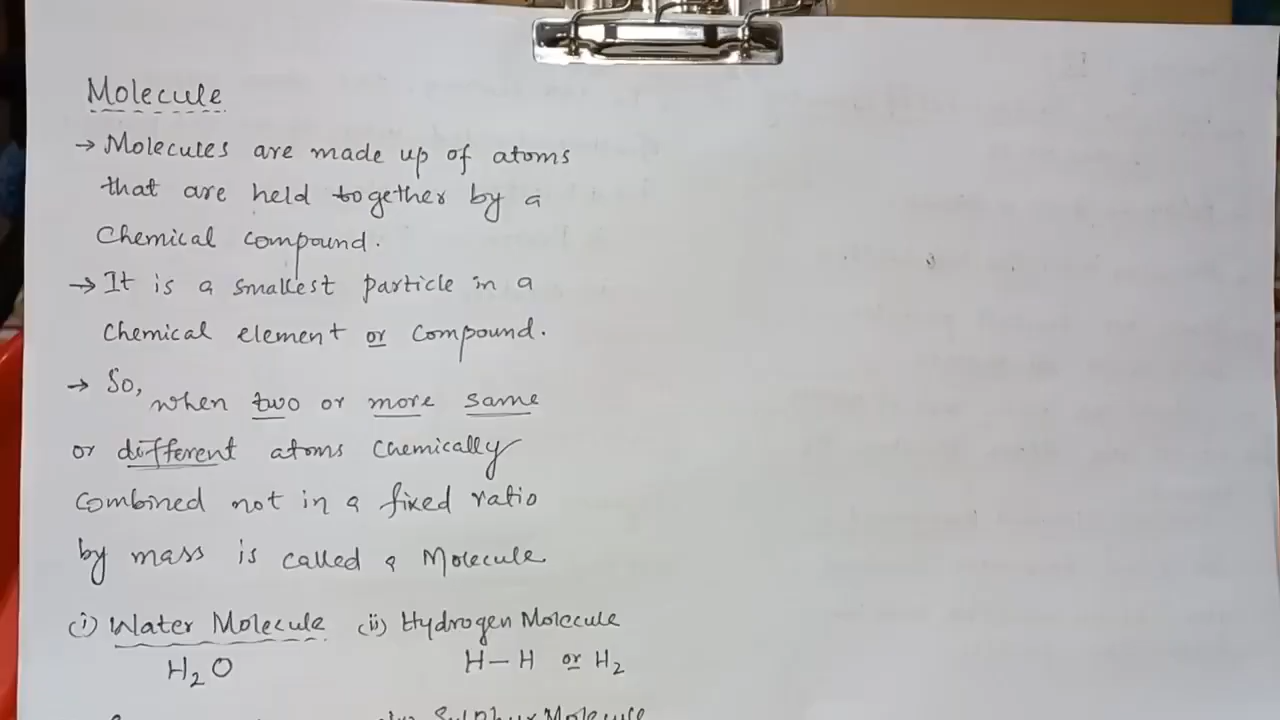 Molecule
→ Molecules are made up of atoms
that are held together by a
Chemical compound.
→ It is a smallest particle in a
Chemical element or compound.
→ So, when two or more same
or different atoms chemically
combined not in a fixed ratio
by mass is called a Molecule
(i) Water Molecule (ii) Hydrogen Molecule
H₂O H–H or H₂
Sulphur Molecule